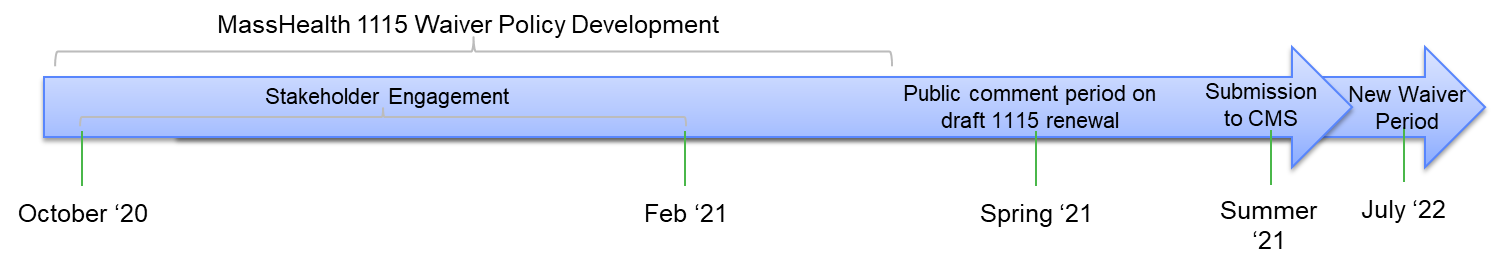 MassHealth 1115 Waiver Policy Development
Stakeholder Engagement
Public comment period on
draft 1115 renewal
Submission
to CMS
New Waiver
Period
October ‘20
Feb ‘21
Spring ‘21
Summer
‘21
July ‘22